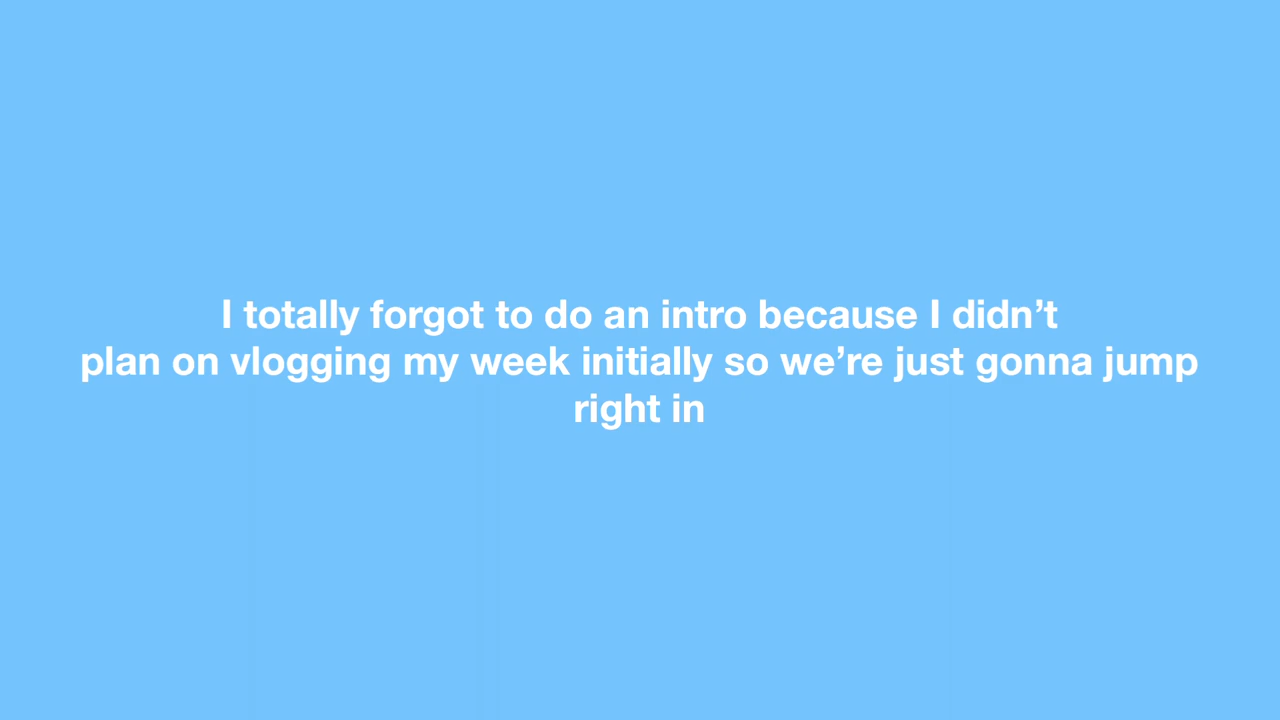 I totally forgot to do an intro because I didn’t
plan on vlogging my week initially so we’re just gonna jump
right in